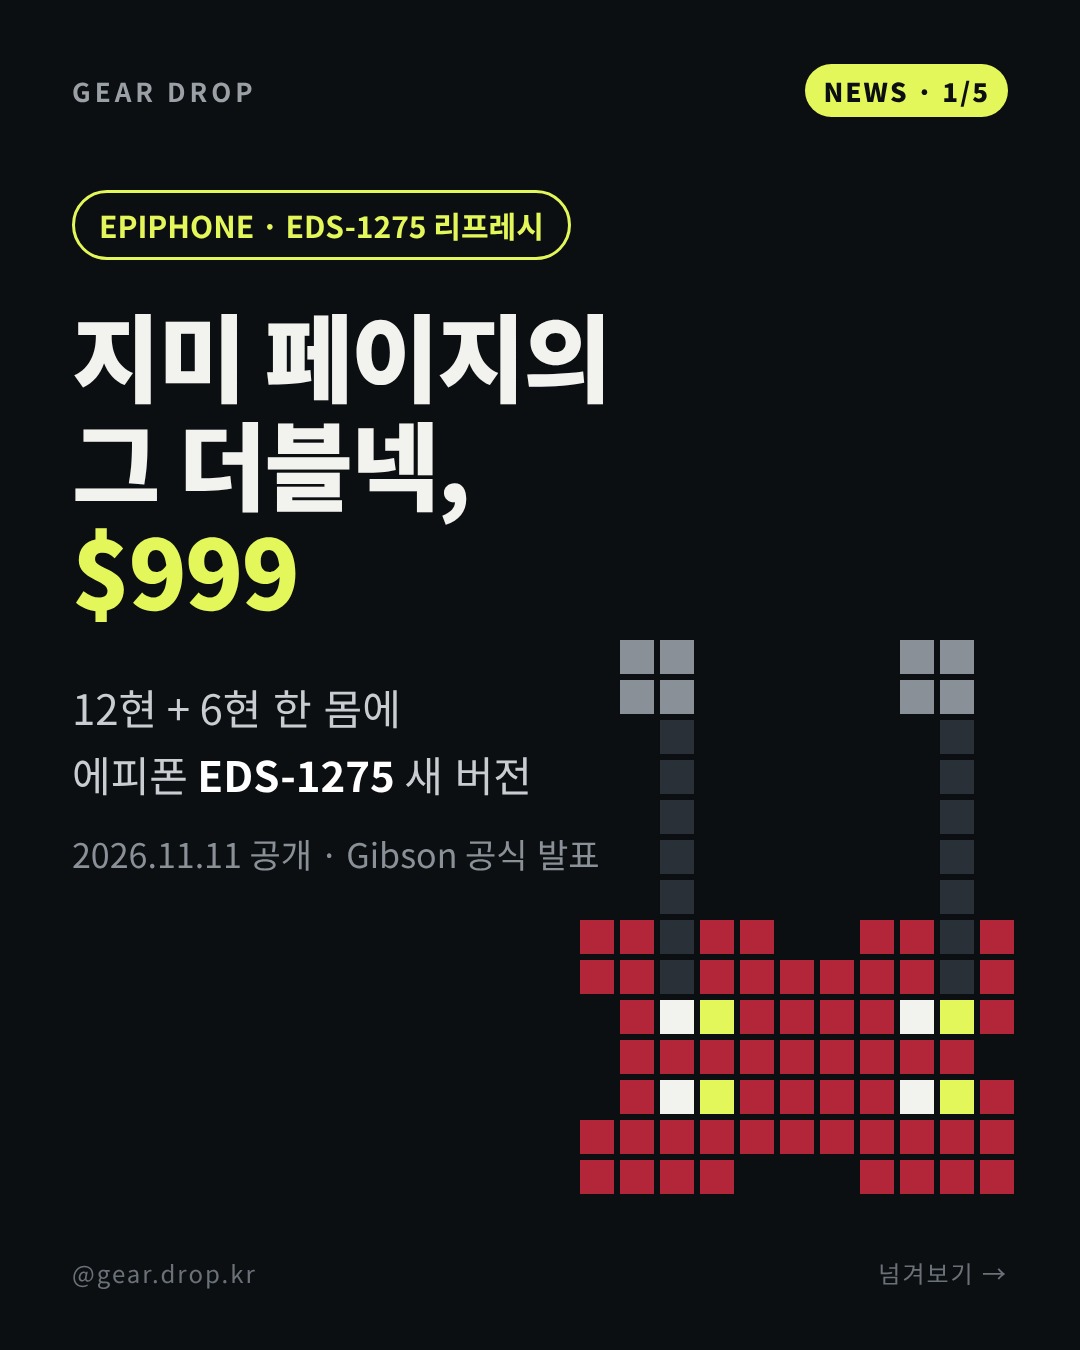 GEAR DROP
NEWS · 1/5
EPIPHONE · EDS-1275 리프레시
지미 페이지의
그 더블넥,
$999
12현 + 6현 한 몸에
에피폰 EDS-1275 새 버전
2026.11.11 공개 · Gibson 공식 발표
@gear.drop.kr
넘겨보기 →